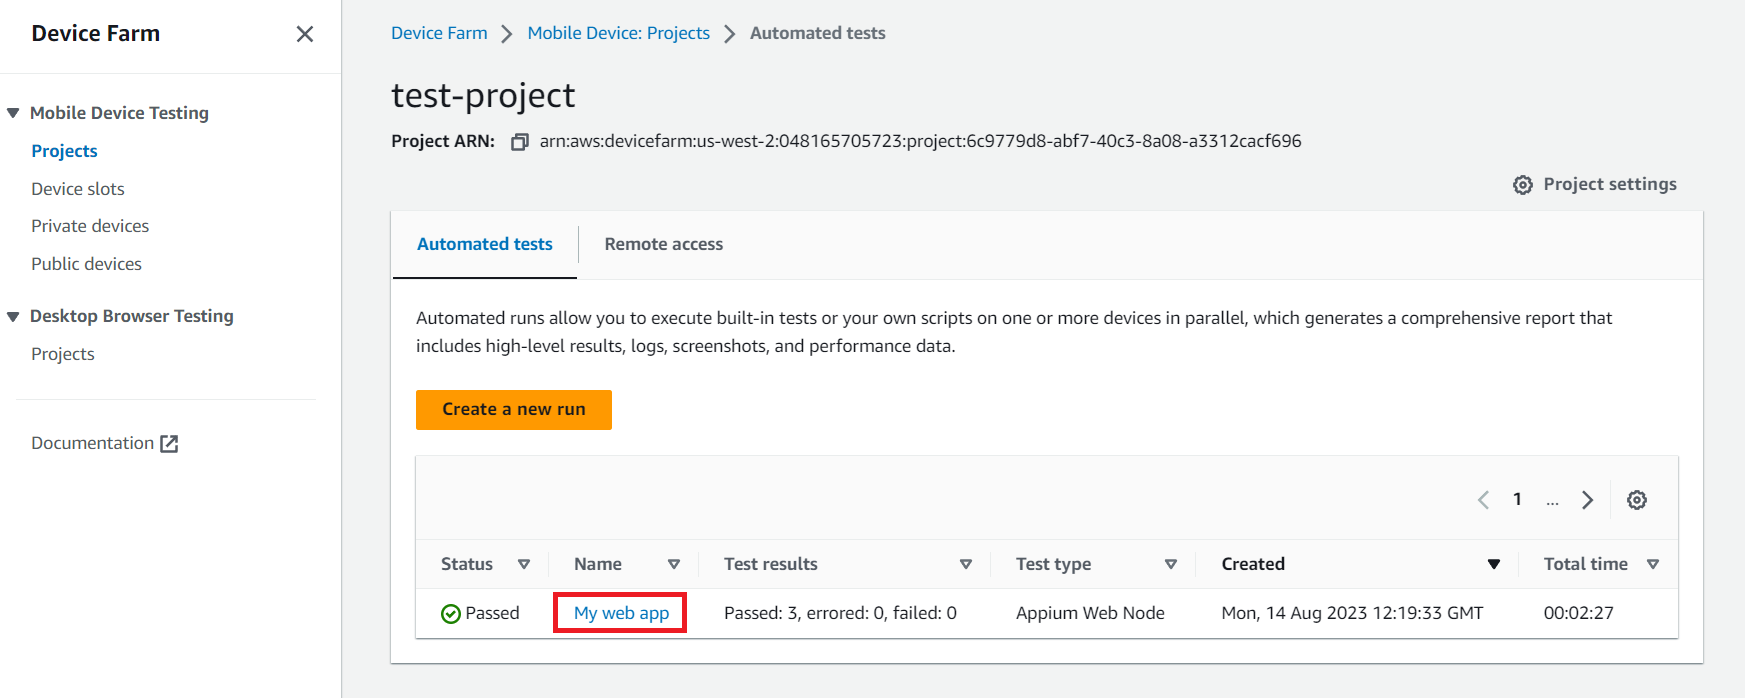 Device Farm
Mobile Device Testing
Projects
Device slots
Private devices
Public devices
Desktop Browser Testing
Projects
Documentation
Device Farm > Mobile Device: Projects > Automated tests
test-project
Project ARN: arn:aws:devicefarm:us-west-2:048165705723:project:6c9779d8-abf7-40c3-8a08-a3312cacf696
Project settings
Automated tests Remote access
Automated runs allow you to execute built-in tests or your own scripts on one or more devices in parallel, which generates a comprehensive report that
includes high-level results, logs, screenshots, and performance data.
Create a new run
1 ...
Status Name Test results Test type Created Total time
Passed My web app Passed: 3, errored: 0, failed: 0 Appium Web Node Mon, 14 Aug 2023 12:19:33 GMT 00:02:27